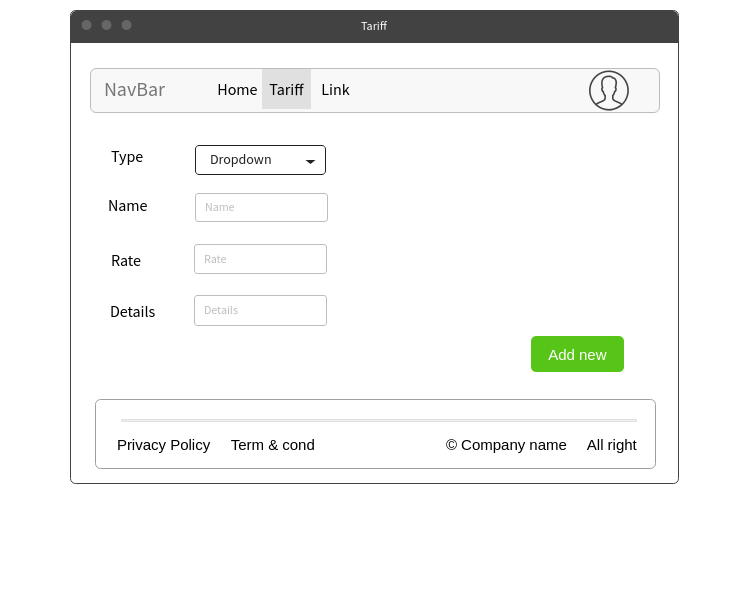 Tariff
NavBar Home Tariff Link
Type Dropdown
Name Name
Rate Rate
Details Details
Add new
Privacy Policy Term & cond © Company name All right